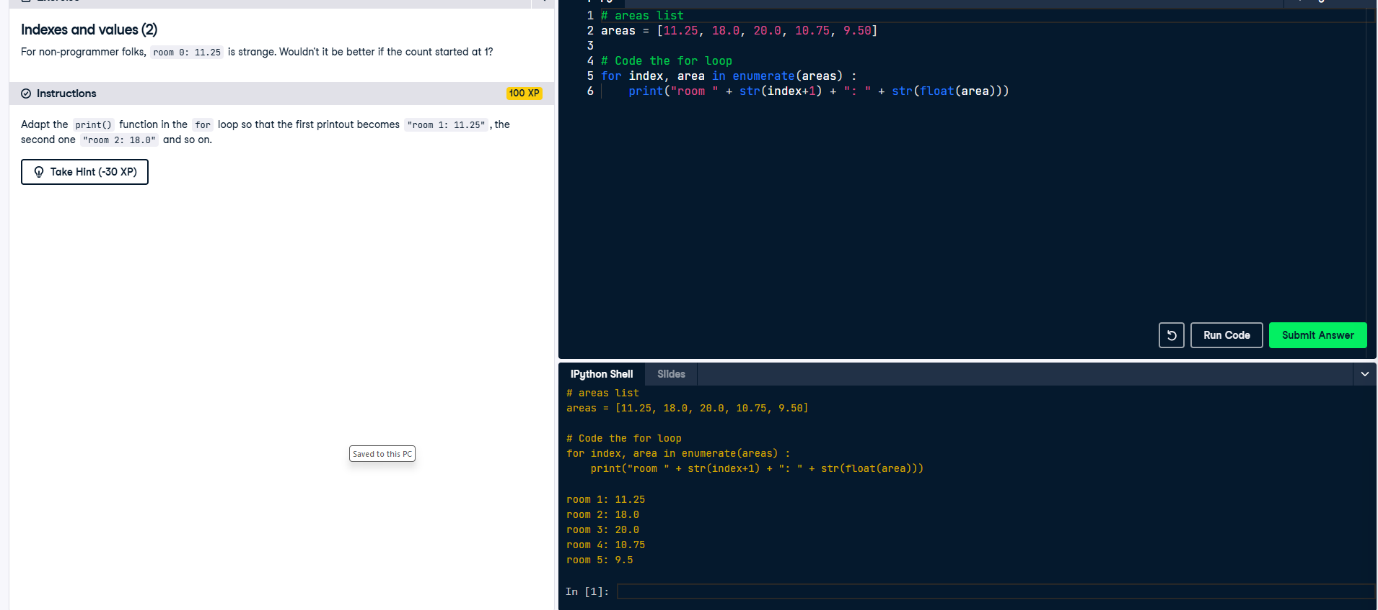 Indexes and values (2)
For non-programmer folks, room 0: 11.25 is strange. Wouldn't it be better if the count started at 1?
Instructions
100 XP
Adapt the print() function in the for loop so that the first printout becomes "room 1: 11.25", the
second one "room 2: 18.0" and so on.
Take Hint (-30 XP)
Saved to this PC
1 # areas list
2 areas = [11.25, 18.0, 20.0, 10.75, 9.50]
3
4 # Code the for loop
5 for index, area in enumerate(areas) :
6     print("room " + str(index+1) + ": " + str(float(area)))
Run Code
Submit Answer
IPython Shell
Slides
# areas list
areas = [11.25, 18.0, 20.0, 10.75, 9.50]
# Code the for loop
for index, area in enumerate(areas) :
    print("room " + str(index+1) + ": " + str(float(area)))
room 1: 11.25
room 2: 18.0
room 3: 20.0
room 4: 10.75
room 5: 9.5
In [1]: